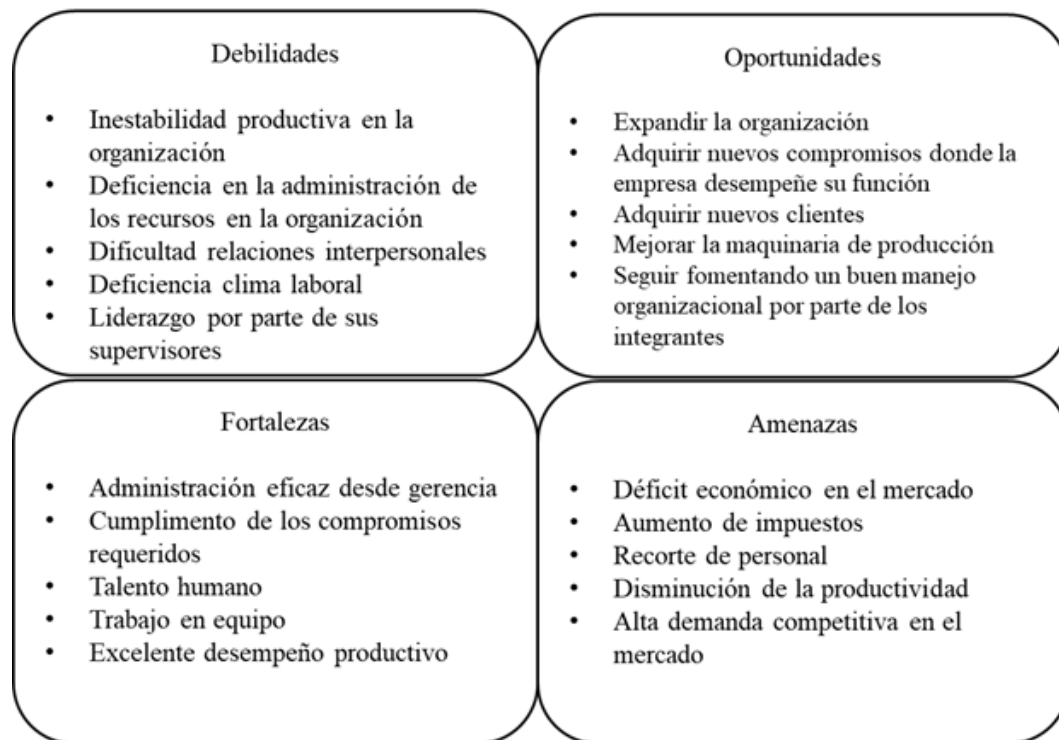 Debilidades
• Inestabilidad productiva en la
organización
• Deficiencia en la administración de
los recursos en la organización
• Dificultad relaciones interpersonales
• Deficiencia clima laboral
• Liderazgo por parte de sus
supervisores
Oportunidades
• Expandir la organización
• Adquirir nuevos compromisos donde la
empresa desempeñe su función
• Adquirir nuevos clientes
• Mejorar la maquinaria de producción
• Seguir fomentando un buen manejo
organizacional por parte de los
integrantes
Fortalezas
• Administración eficaz desde gerencia
• Cumplimento de los compromisos
requeridos
• Talento humano
• Trabajo en equipo
• Excelente desempeño productivo
Amenazas
• Déficit económico en el mercado
• Aumento de impuestos
• Recorte de personal
• Disminución de la productividad
• Alta demanda competitiva en el
mercado